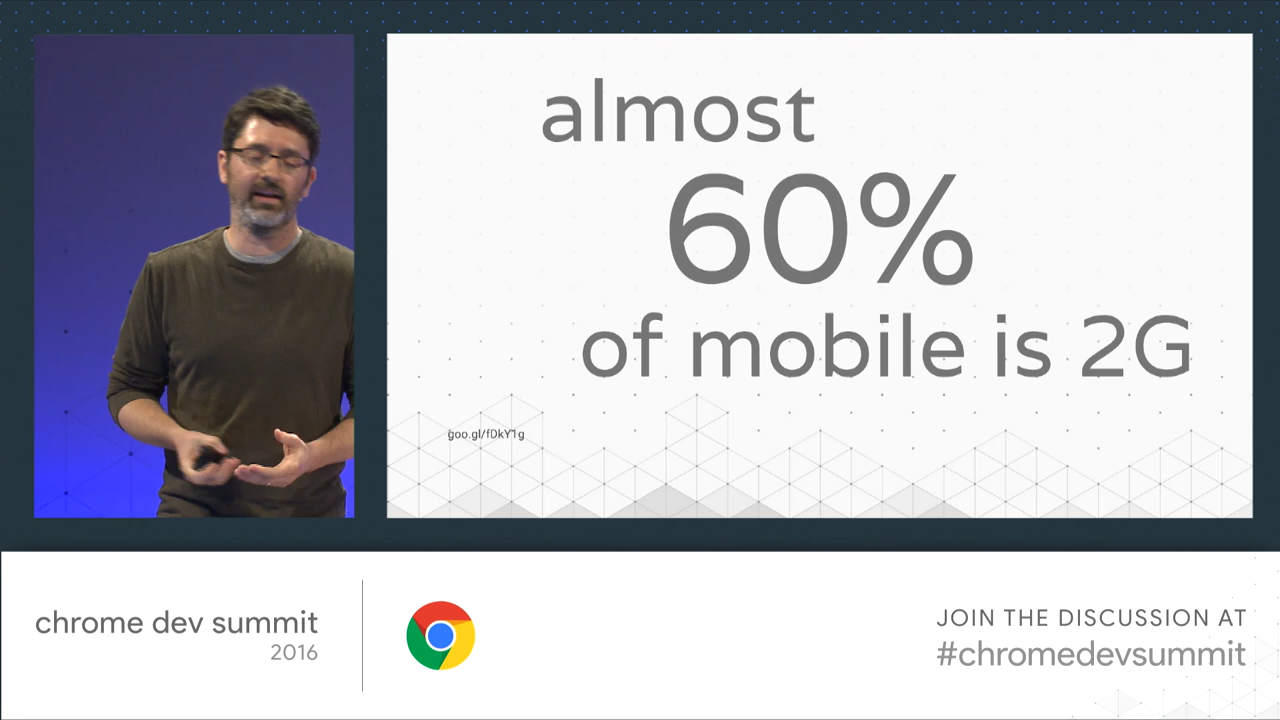 almost
60%
of mobile is 2G
goo.gl/fDkY1g
chrome dev summit
2016
JOIN THE DISCUSSION AT
#chromedevsummit